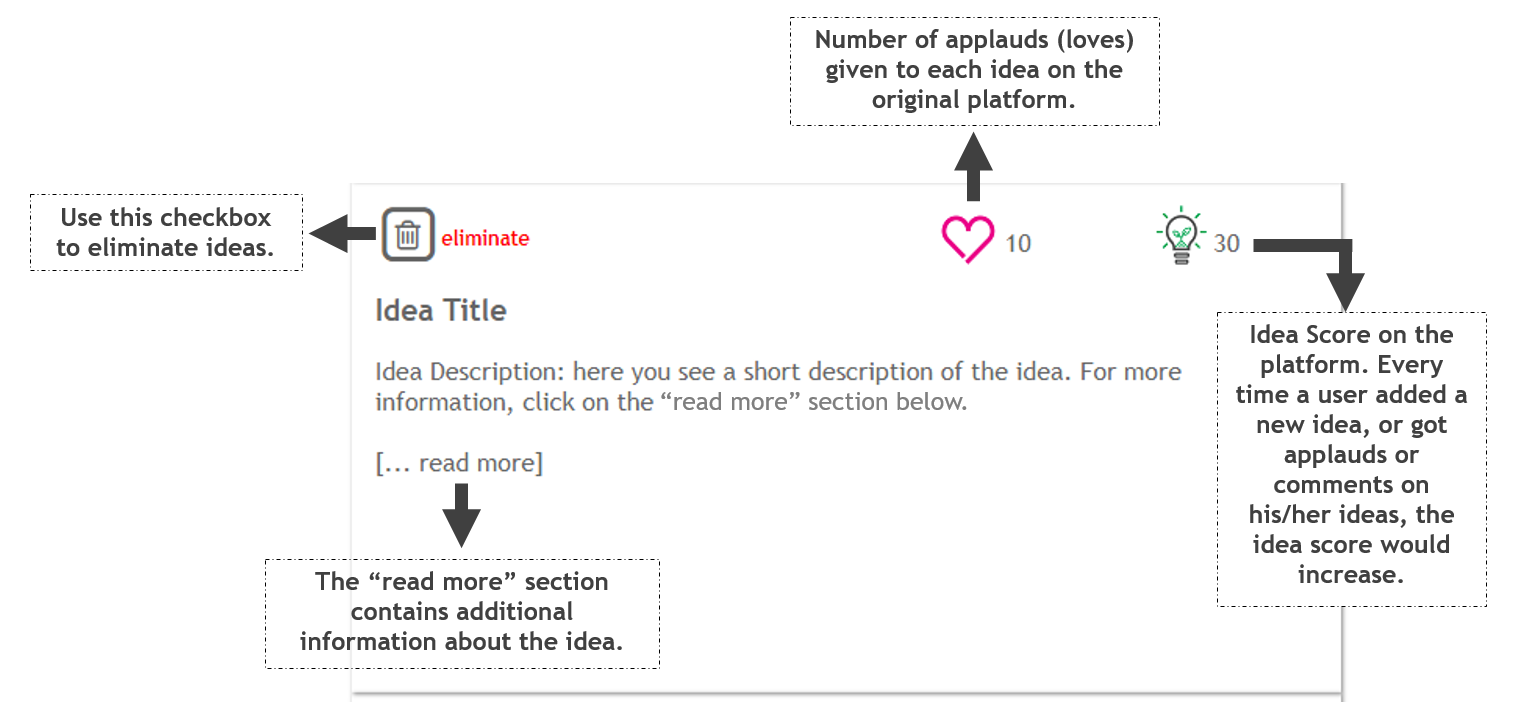 Number of applauds (loves)
given to each idea on the
original platform.
Use this checkbox
to eliminate ideas.
eliminate
10
30
Idea Title
Idea Description: here you see a short description of the idea. For more
information, click on the “read more” section below.
[... read more]
Idea Score on the
platform. Every
time a user added a
new idea, or got
applauds or
comments on
his/her ideas, the
idea score would
increase.
The “read more” section
contains additional
information about the idea.